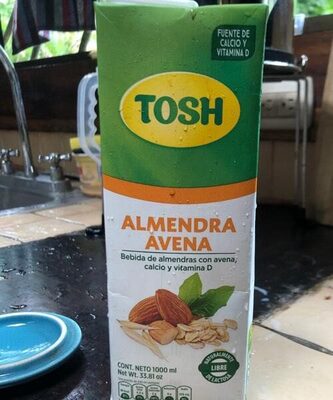 FUENTE
DE CALCIO Y
VITAMINA D
TOSH
ALMENDRA
AVENA
Bebida de almendras con avena,
calcio y vitamina D
CONT. NETO 1000 ml
Net Wt. 33.81 oz
NATURALMENTE
LIBRE
DE LACTOSA